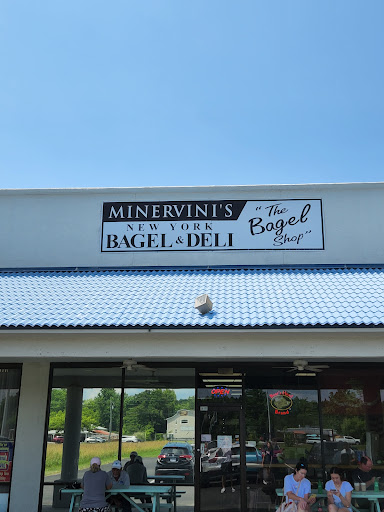 MINERVINI'S
NEW YORK
BAGEL & DELI
"The
Bagel
Shop"
OPEN